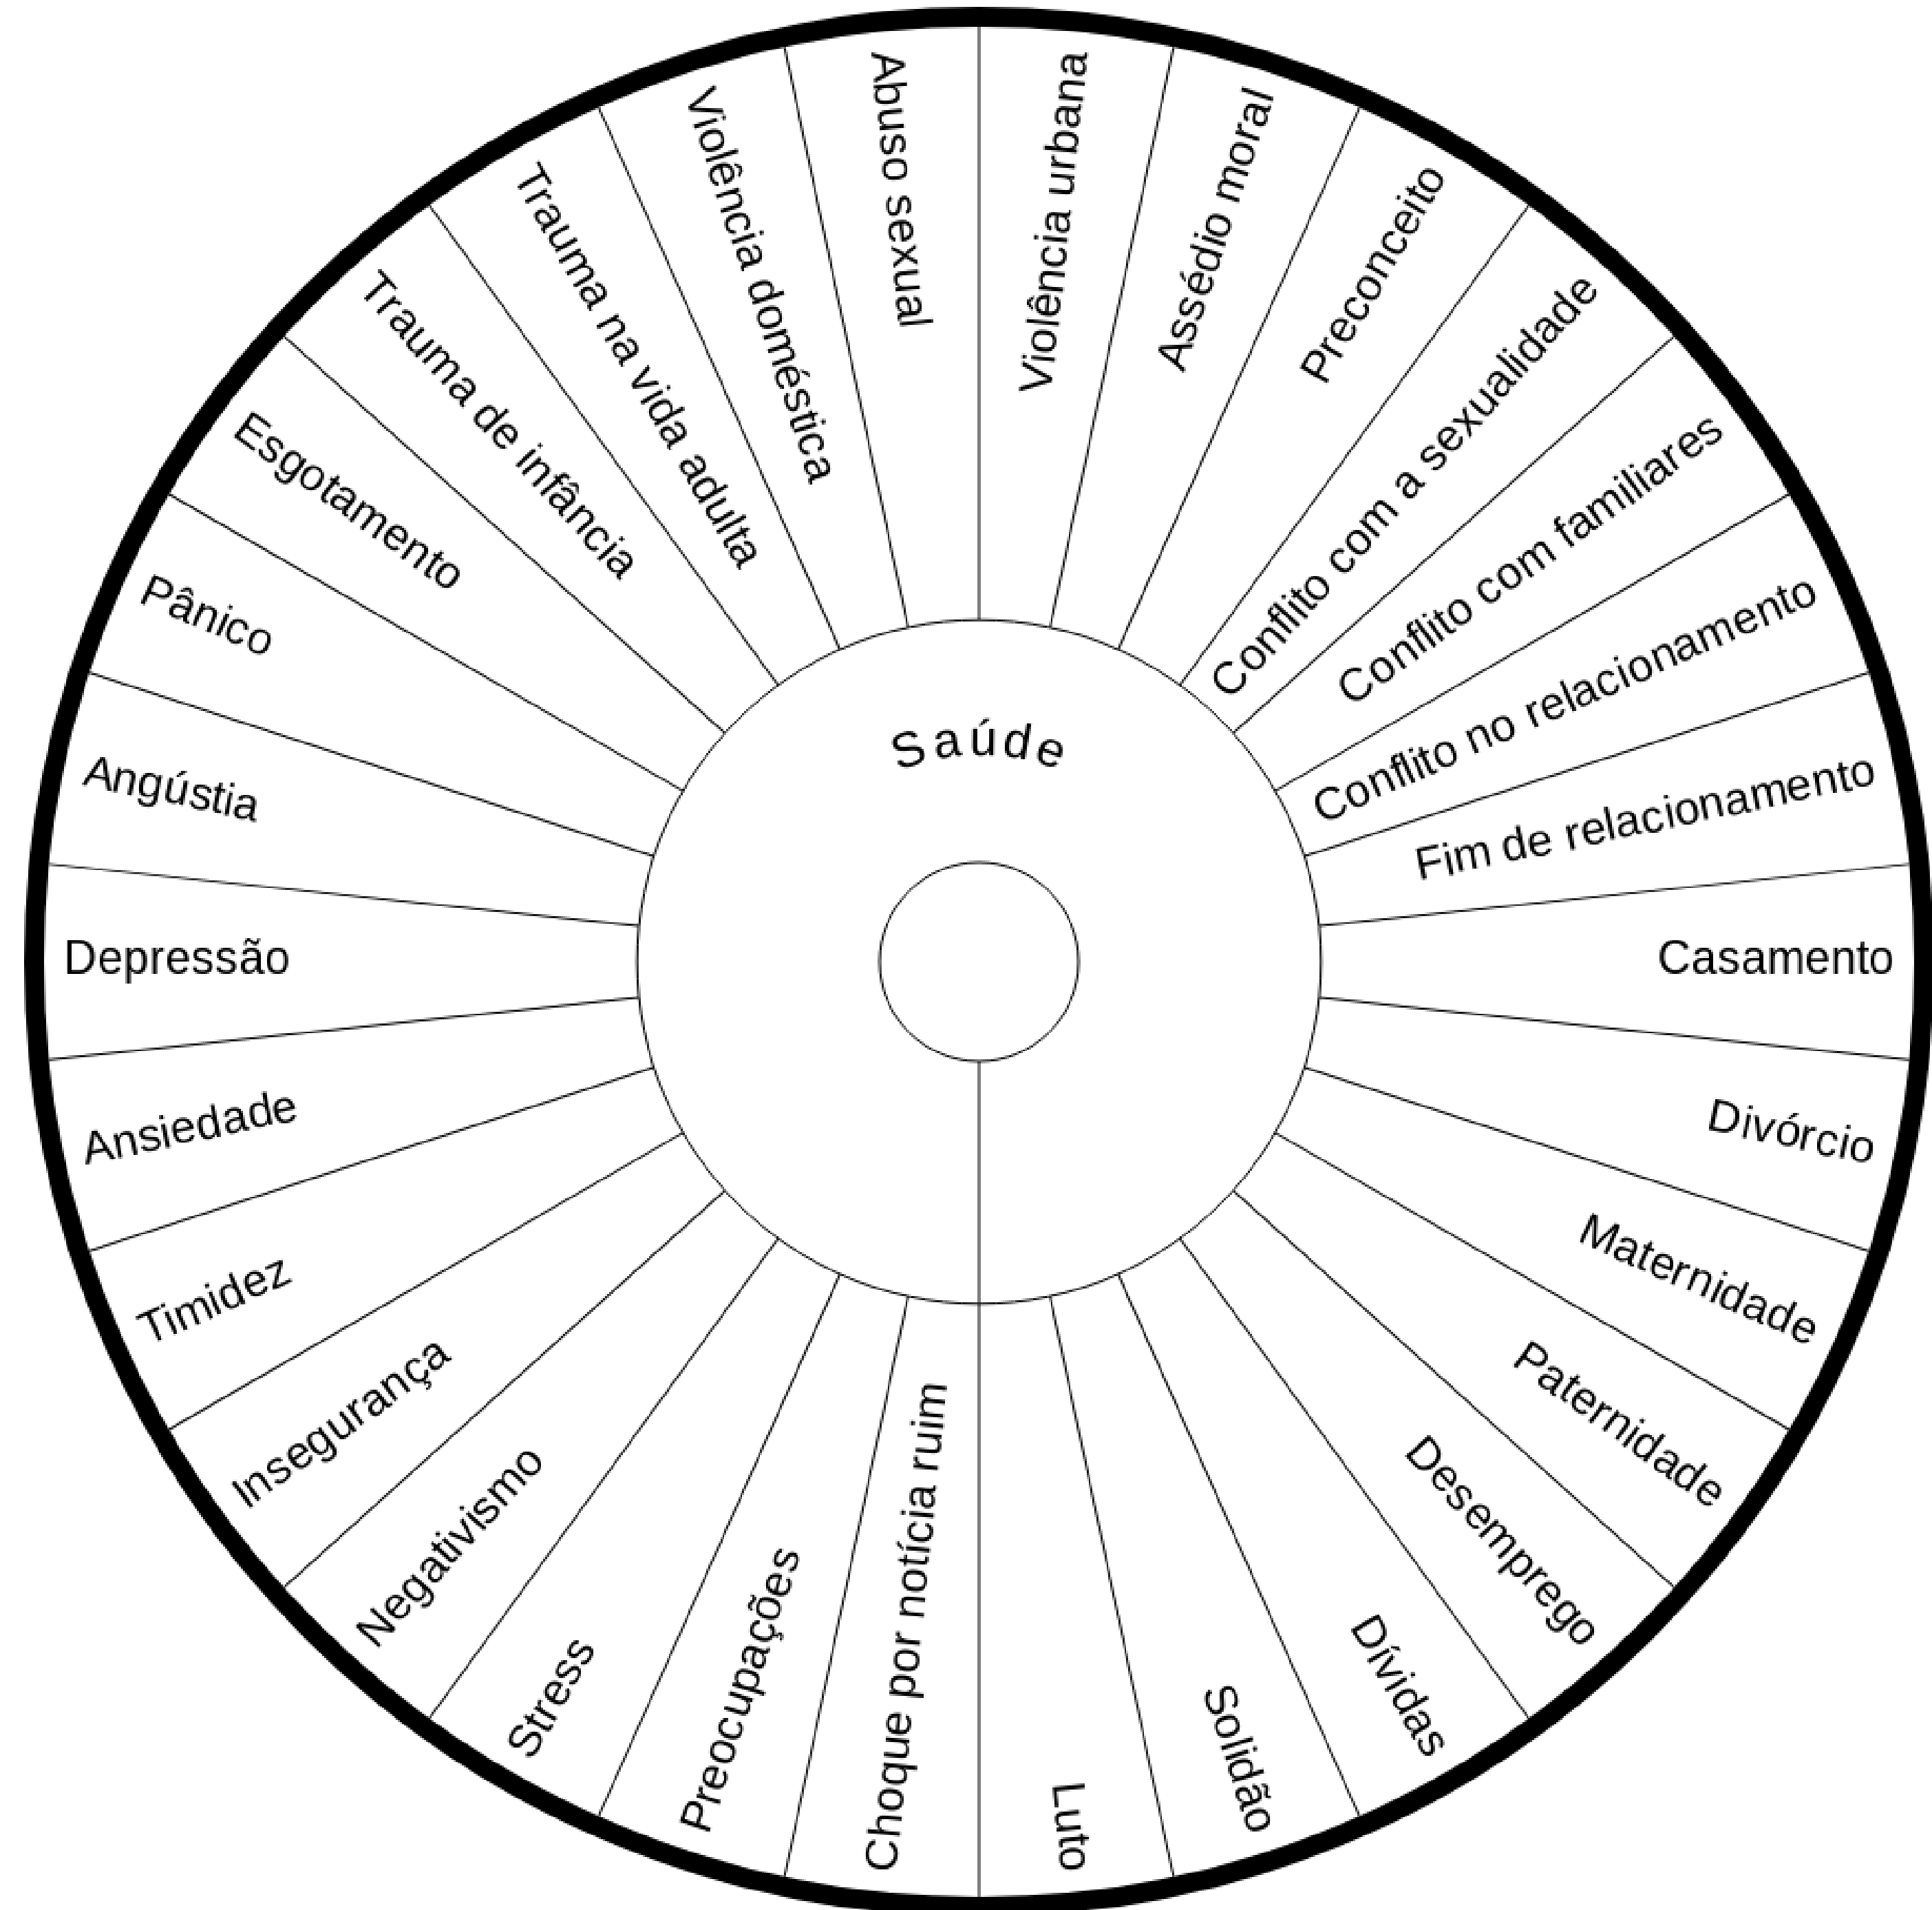 Saúde
Violência urbana
Assédio moral
Preconceito
Conflito com a sexualidade
Conflito com familiares
Conflito no relacionamento
Fim de relacionamento
Casamento
Divórcio
Maternidade
Paternidade
Desemprego
Dívidas
Solidão
Luto
Choque por notícia ruim
Preocupações
Stress
Negativismo
Insegurança
Timidez
Ansiedade
Depressão
Angústia
Pânico
Esgotamento
Trauma de infância
Trauma na vida adulta
Violência doméstica
Abuso sexual